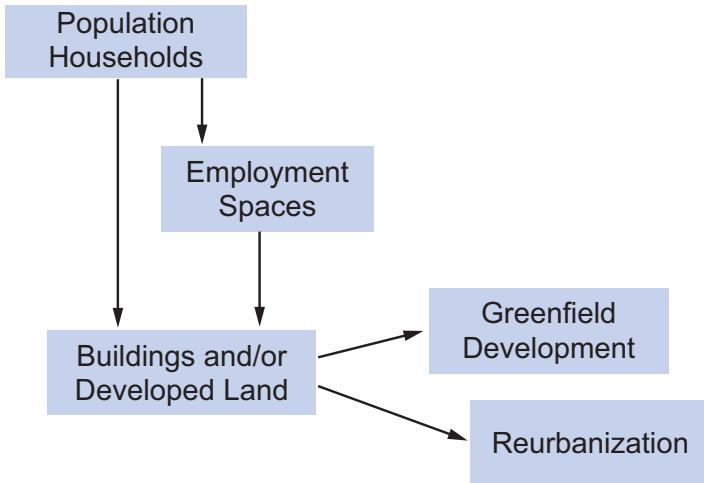 Population
Households
Employment
Spaces
Greenfield
Development
Buildings and/or
Developed Land
Reurbanization